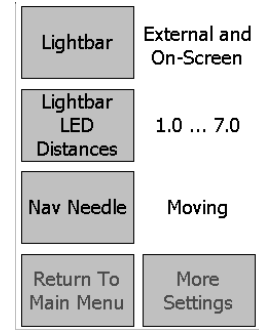 Lightbar
External and
On-Screen
Lightbar
LED
Distances
1.0 ... 7.0
Nav Needle
Moving
Return To
Main Menu
More
Settings